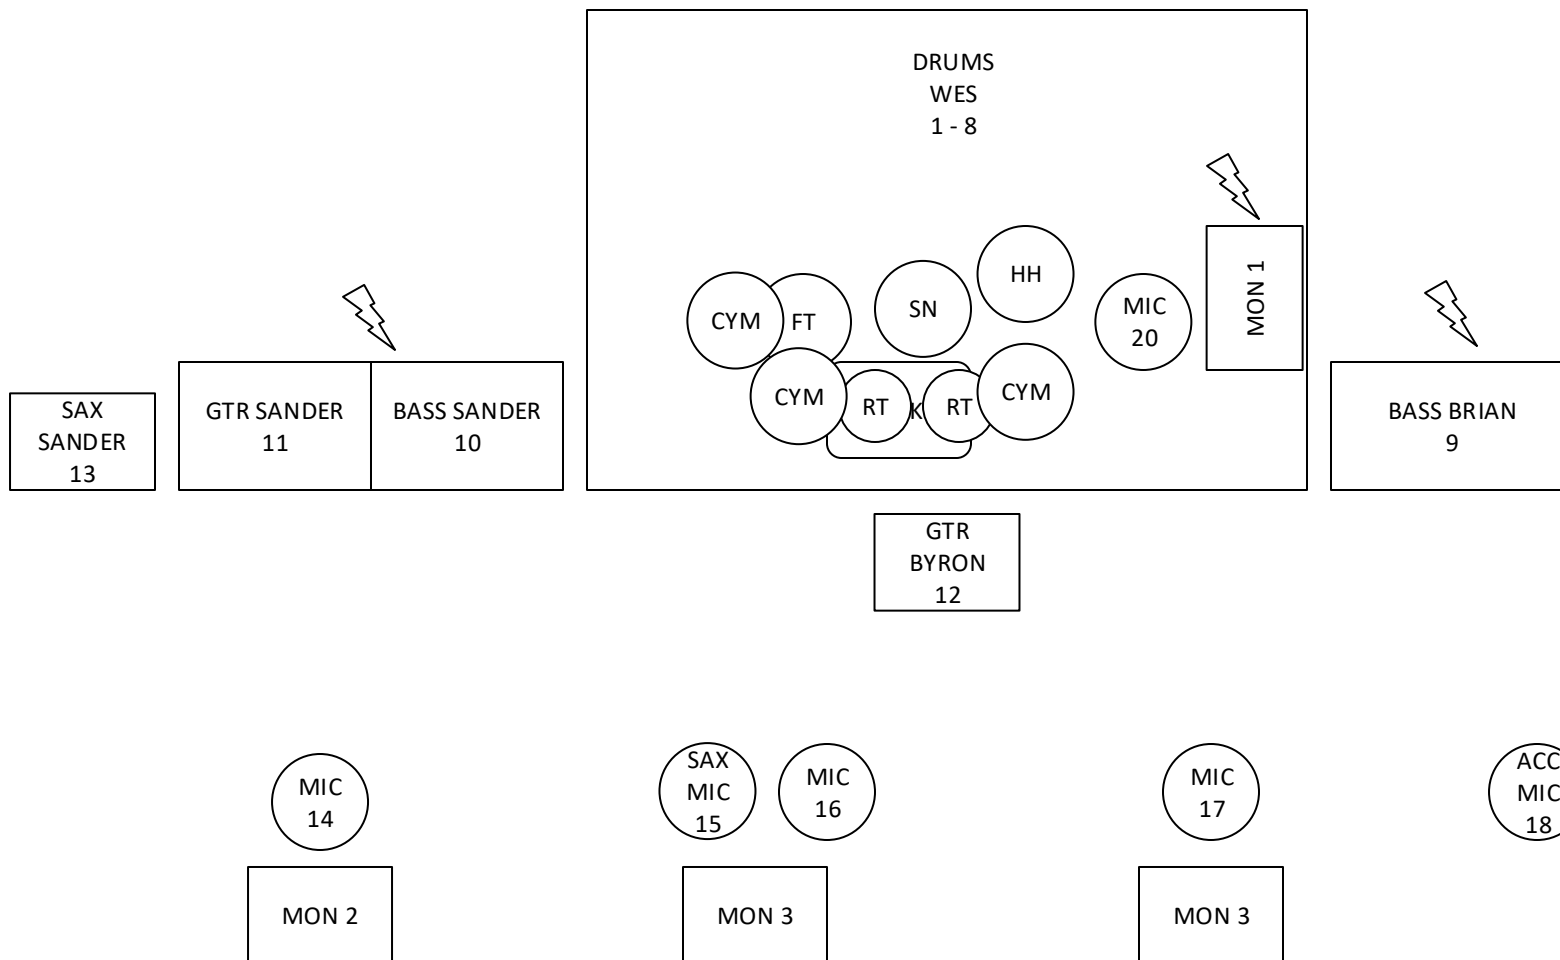 DRUMS
WES
1 - 8
HH
MON 1
CYM
FT
SN
MIC
20
CYM
RT
K
RT
CYM
SAX
SANDER
13
GTR SANDER
11
BASS SANDER
10
BASS BRIAN
9
GTR
BYRON
12
MIC
14
SAX
MIC
15
MIC
16
MIC
17
ACC
MIC
18
MON 2
MON 3
MON 3